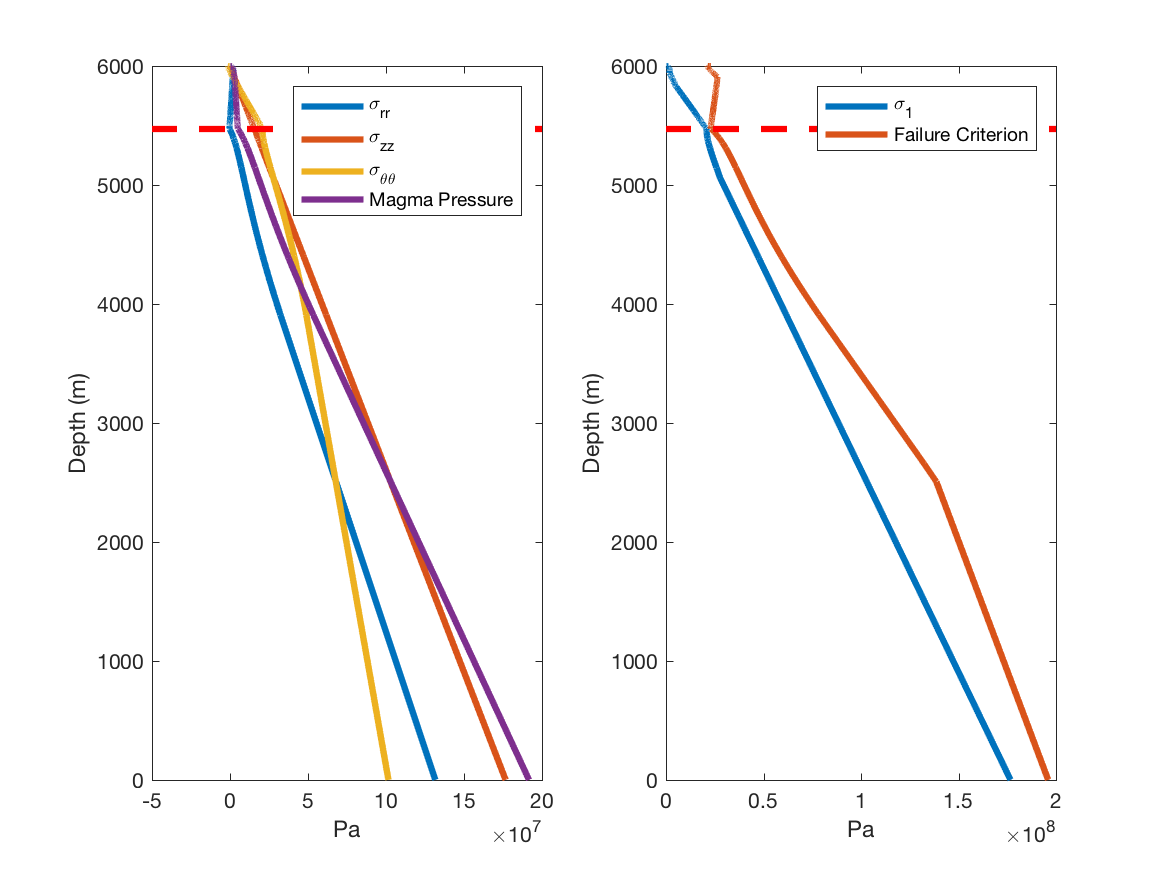 6000
5000
4000
3000
2000
1000
0
Depth (m)
-5 0 5 10 15 20
Pa
×10^7
σ_rr
σ_zz
σ_θθ
Magma Pressure
6000
5000
4000
3000
2000
1000
0
Depth (m)
0 0.5 1 1.5 2
Pa
×10^8
σ_1
Failure Criterion